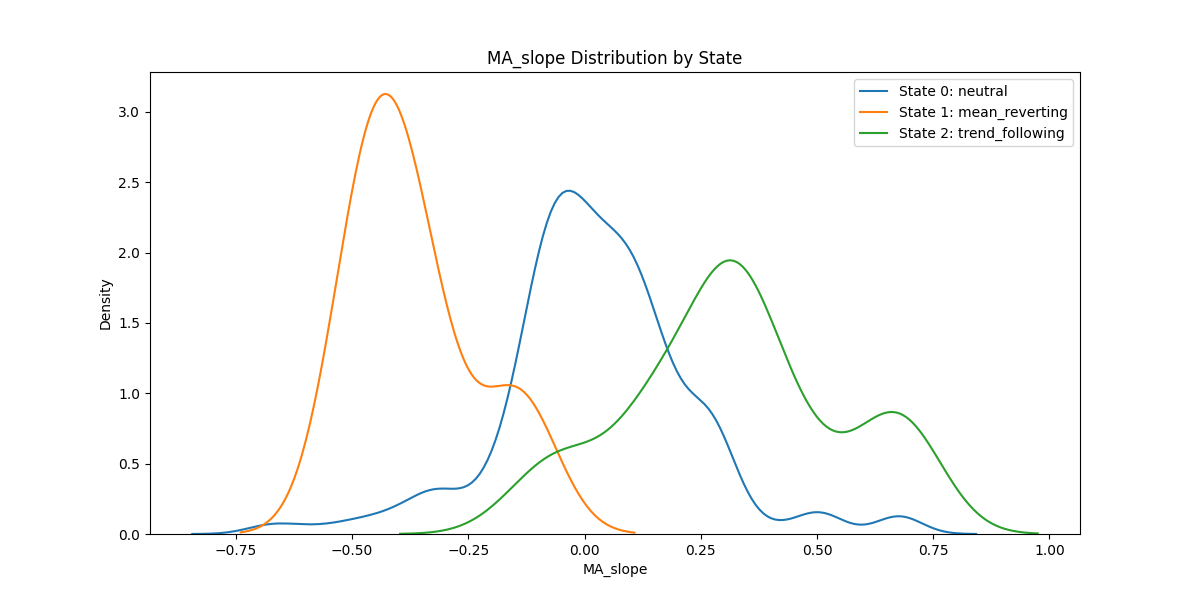 MA_slope Distribution by State
State 0: neutral
State 1: mean_reverting
State 2: trend_following
Density
3.0
2.5
2.0
1.5
1.0
0.5
0.0
−0.75 −0.50 −0.25 0.00 0.25 0.50 0.75 1.00
MA_slope